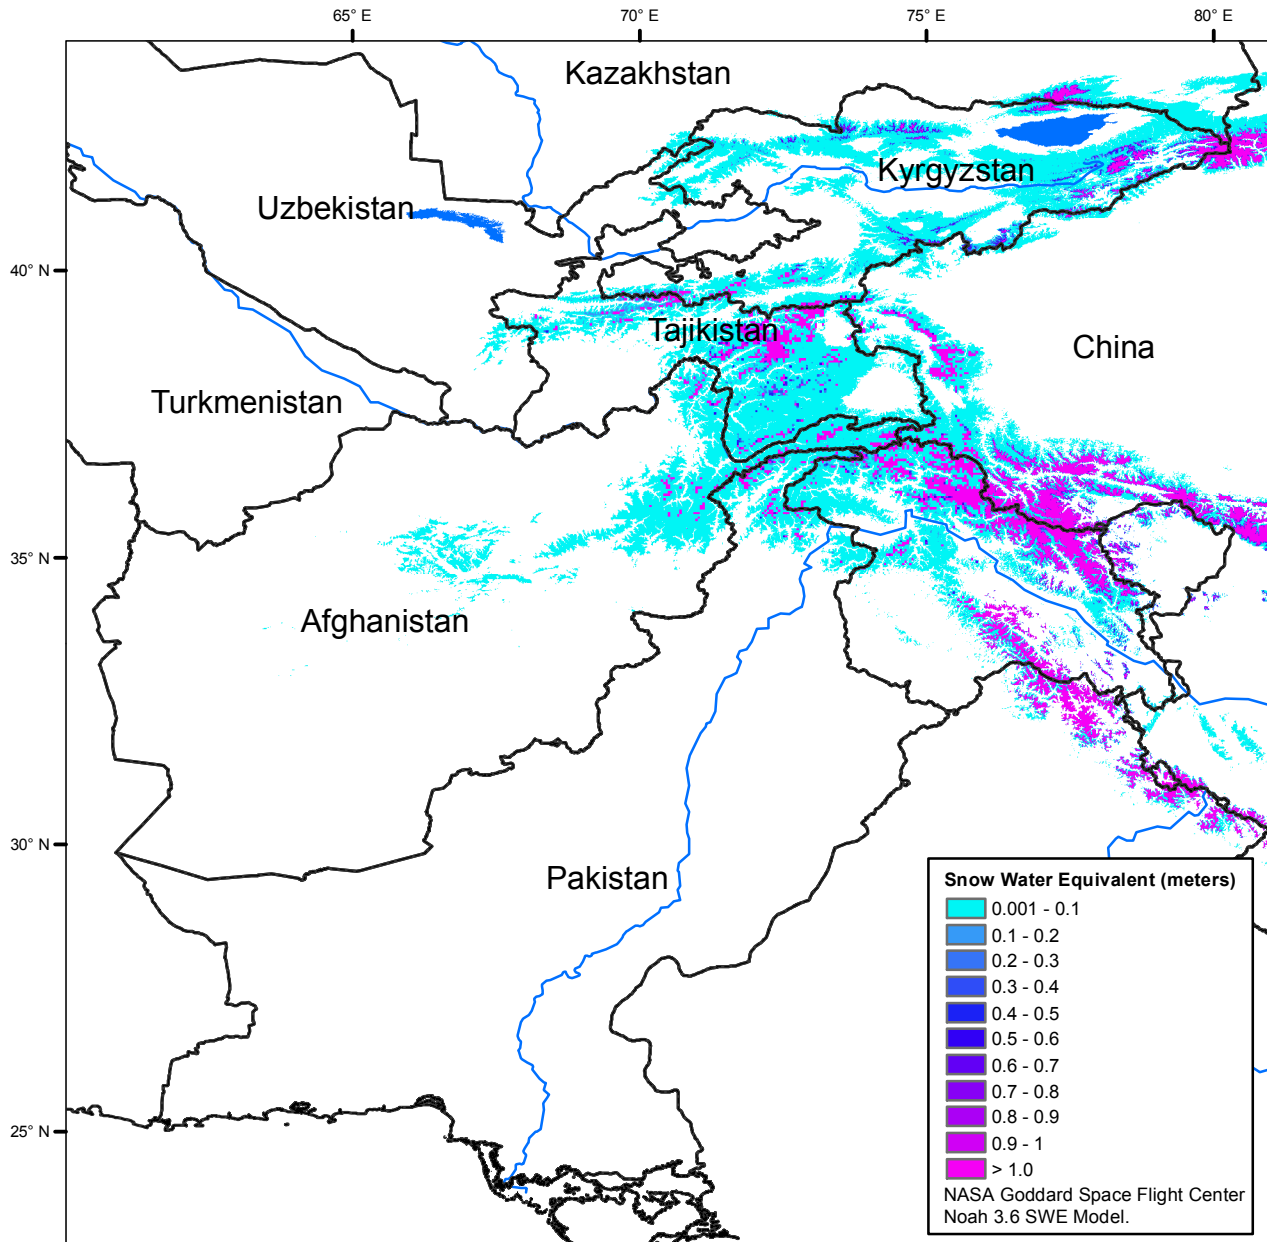 65° E
70° E
75° E
80° E
Kazakhstan
Kyrgyzstan
Uzbekistan
40° N
Tajikistan
China
Turkmenistan
35° N
Afghanistan
30° N
Pakistan
25° N
Snow Water Equivalent (meters)
0.001 - 0.1
0.1 - 0.2
0.2 - 0.3
0.3 - 0.4
0.4 - 0.5
0.5 - 0.6
0.6 - 0.7
0.7 - 0.8
0.8 - 0.9
0.9 - 1
> 1.0
NASA Goddard Space Flight Center
Noah 3.6 SWE Model.